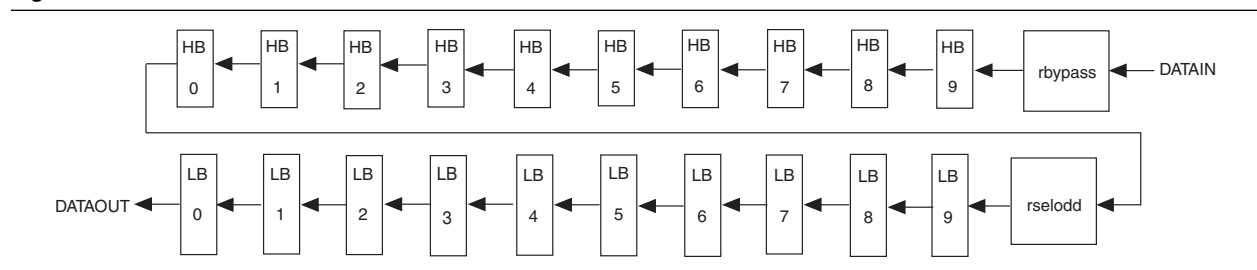 HB HB HB HB HB HB HB HB HB HB
0 1 2 3 4 5 6 7 8 9 rbypass DATAIN
LB LB LB LB LB LB LB LB LB LB
DATAOUT 0 1 2 3 4 5 6 7 8 9 rselodd